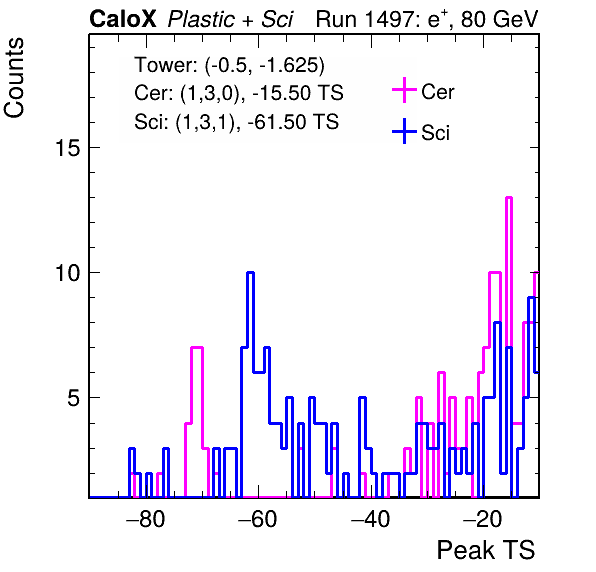 CaloX Plastic + Sci Run 1497: e+, 80 GeV
Counts
Tower: (-0.5, -1.625)
Cer: (1,3,0), -15.50 TS
Sci: (1,3,1), -61.50 TS
Cer
Sci
15
10
5
−80 −60 −40 −20
Peak TS